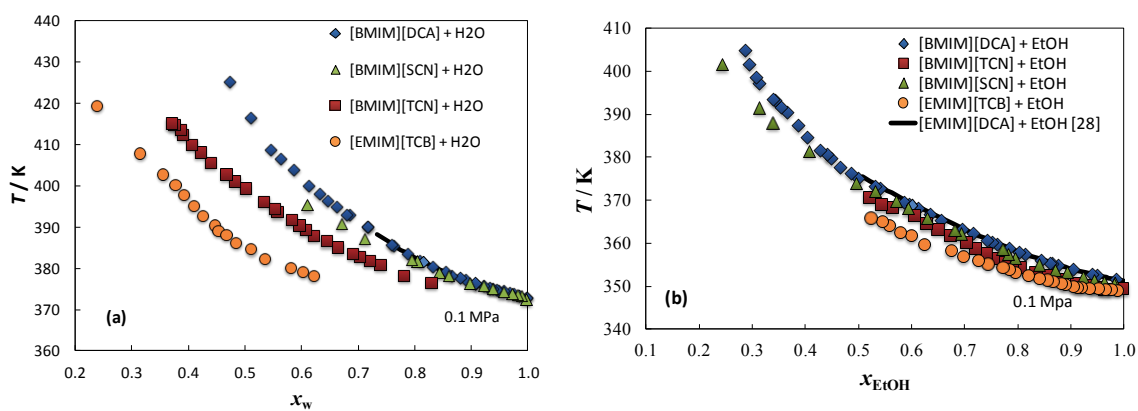 440
430
420
410
400
390
380
370
360
T / K
0.2 0.3 0.4 0.5 0.6 0.7 0.8 0.9 1.0
xw
[BMIM][DCA] + H2O
[BMIM][SCN] + H2O
[BMIM][TCN] + H2O
[EMIM][TCB] + H2O
(a)
0.1 MPa
410
400
390
380
370
360
350
340
T / K
0.1 0.2 0.3 0.4 0.5 0.6 0.7 0.8 0.9 1.0
xEtOH
[BMIM][DCA] + EtOH
[BMIM][TCN] + EtOH
[BMIM][SCN] + EtOH
[EMIM][TCB] + EtOH
[EMIM][DCA] + EtOH [28]
(b)
0.1 Mpa